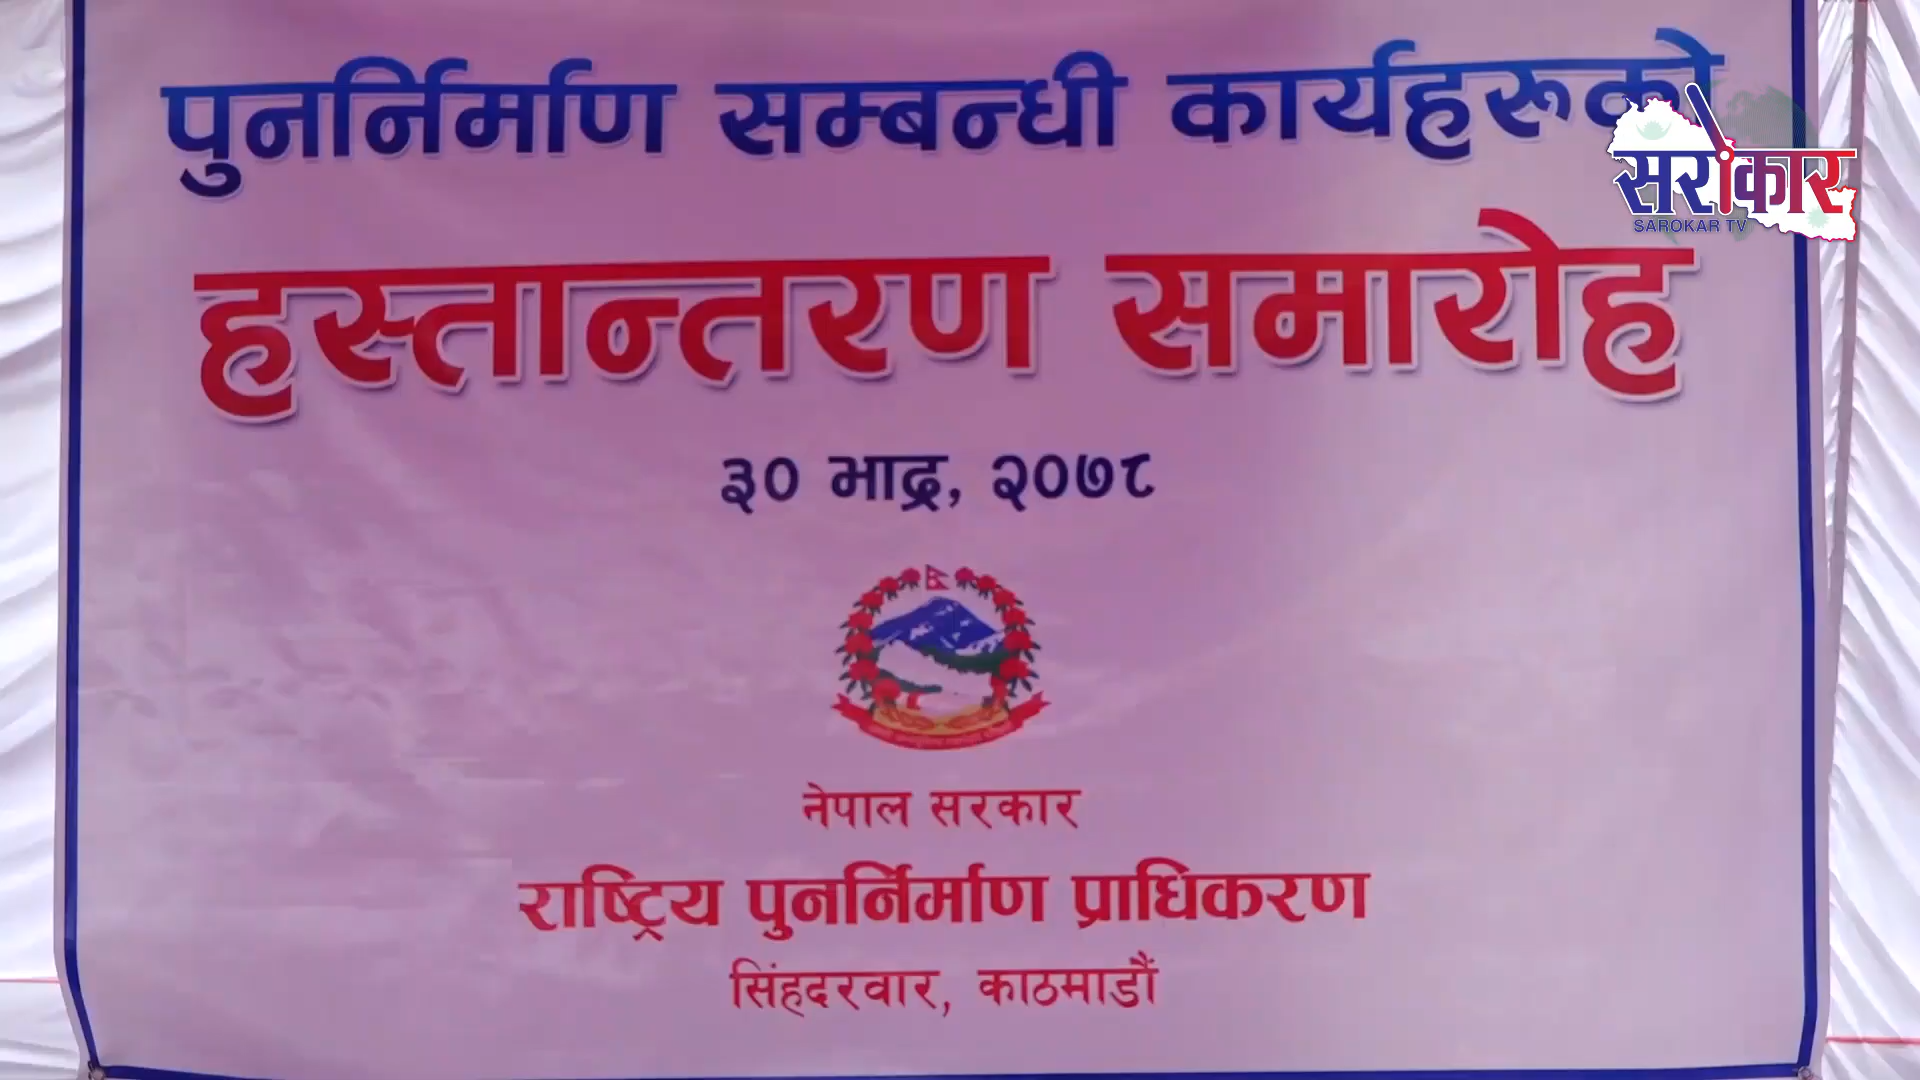 पुनर्निर्माण सम्बन्धी कार्यहरूको
सरोकार
SAROKAR TV
हस्तान्तरण समारोह
३० भाद्र, २०७८
नेपाल सरकार
राष्ट्रिय पुनर्निर्माण प्राधिकरण
सिंहदरवार, काठमाडौं